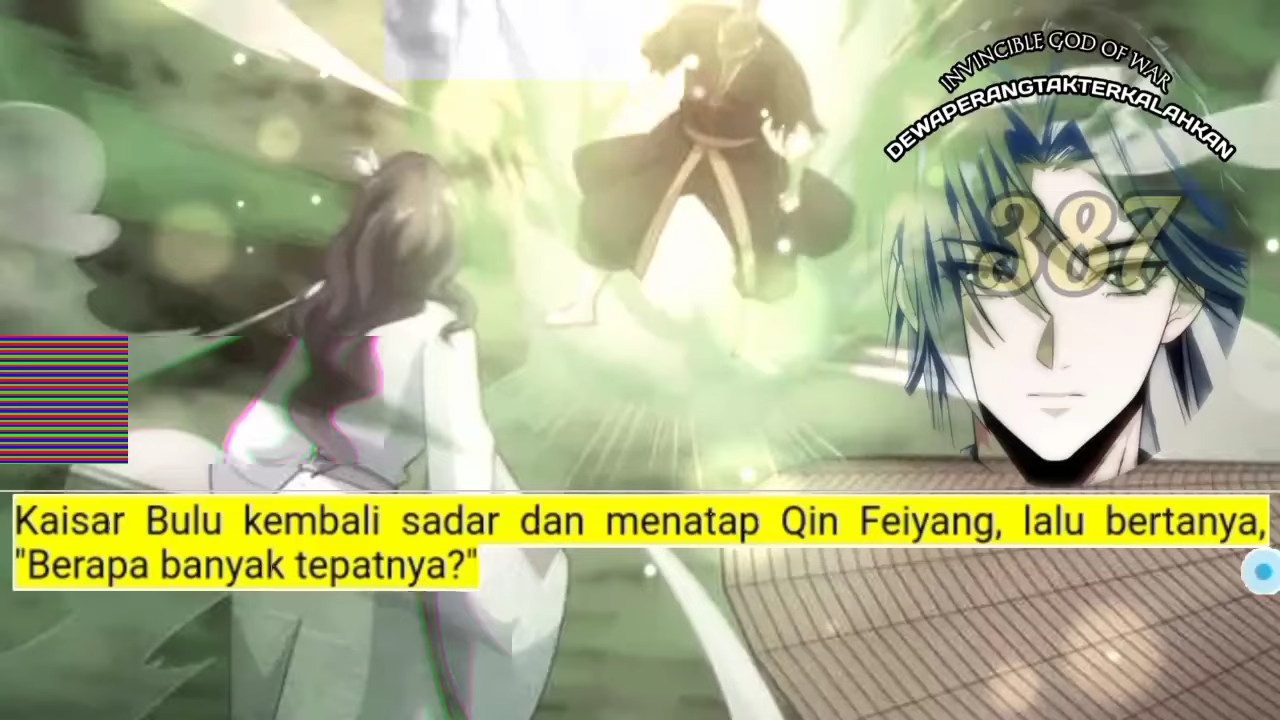 INVINCIBLE GOD OF WAR
DEWAPERANGTAKTERKALAHKAN
387
Kaisar Bulu kembali sadar dan menatap Qin Feiyang, lalu bertanya,
"Berapa banyak tepatnya?"